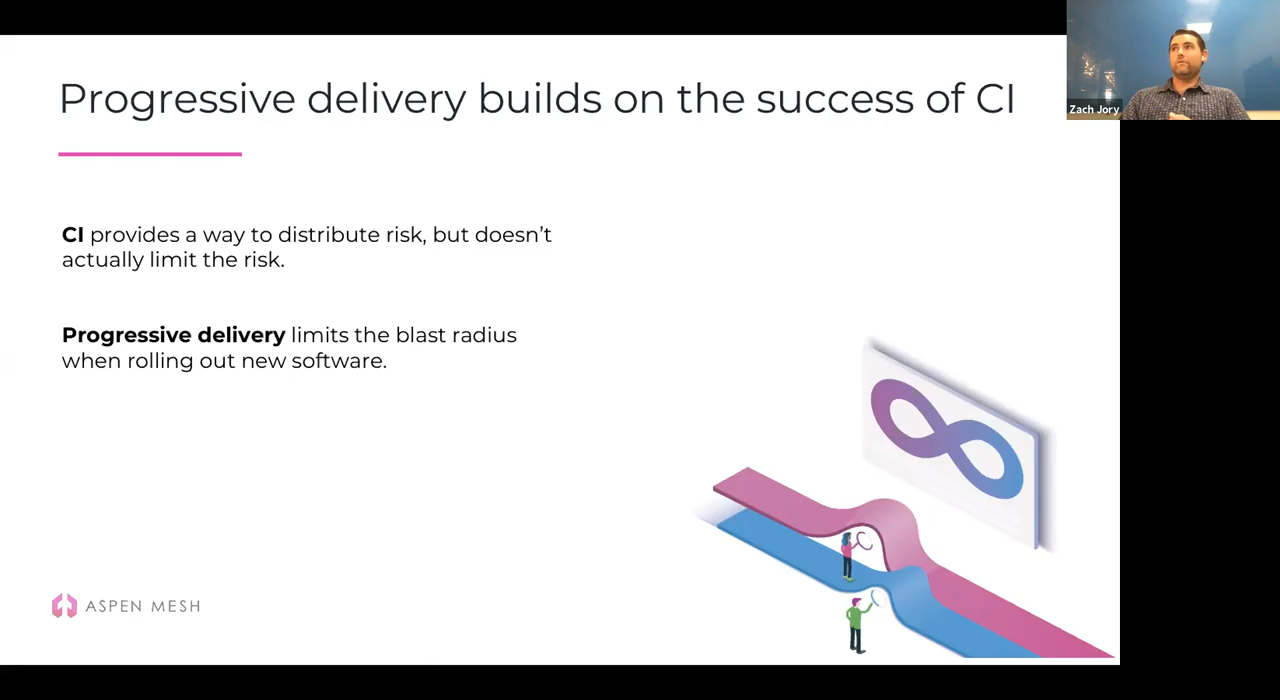 Progressive delivery builds on the success of CI
Zach Jory
CI provides a way to distribute risk, but doesn’t
actually limit the risk.
Progressive delivery limits the blast radius
when rolling out new software.
ASPEN MESH